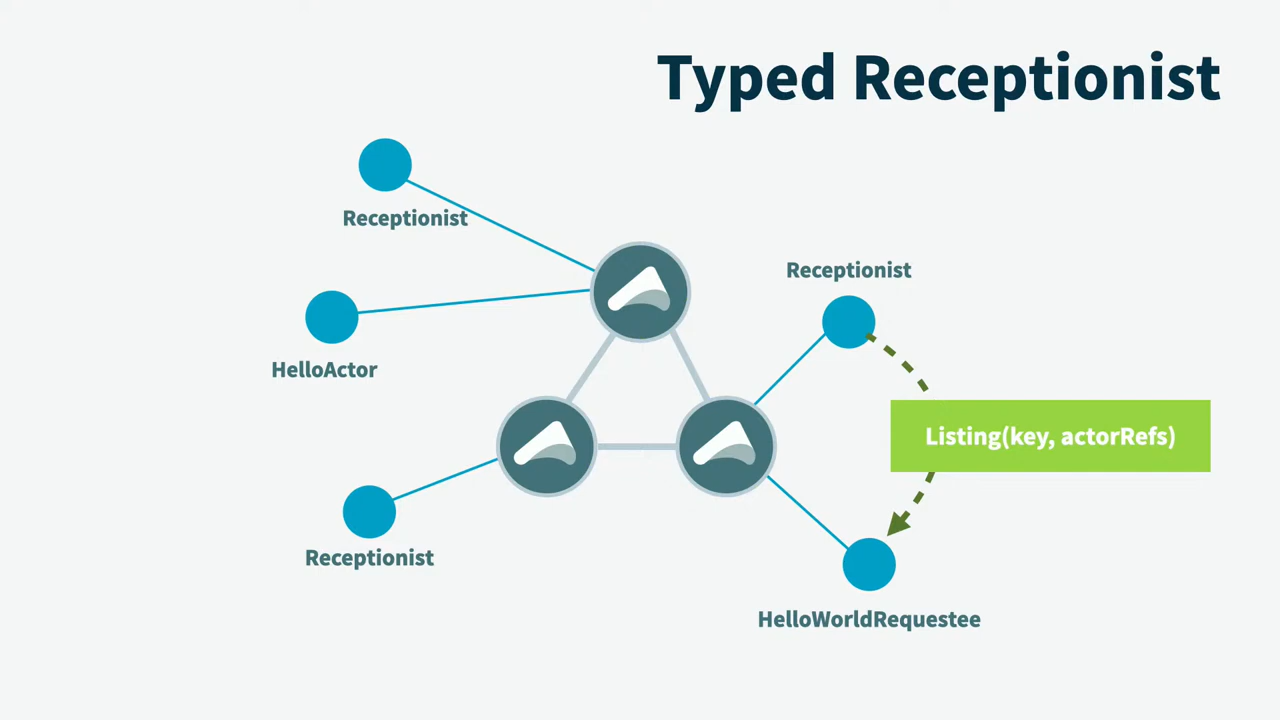 Typed Receptionist
Receptionist
Receptionist
HelloActor
Listing(key, actorRefs)
Receptionist
HelloWorldRequestee